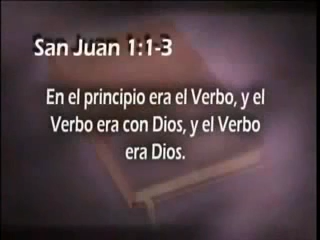 San Juan 1:1-3
En el principio era el Verbo, y el
Verbo era con Dios, y el Verbo
era Dios.